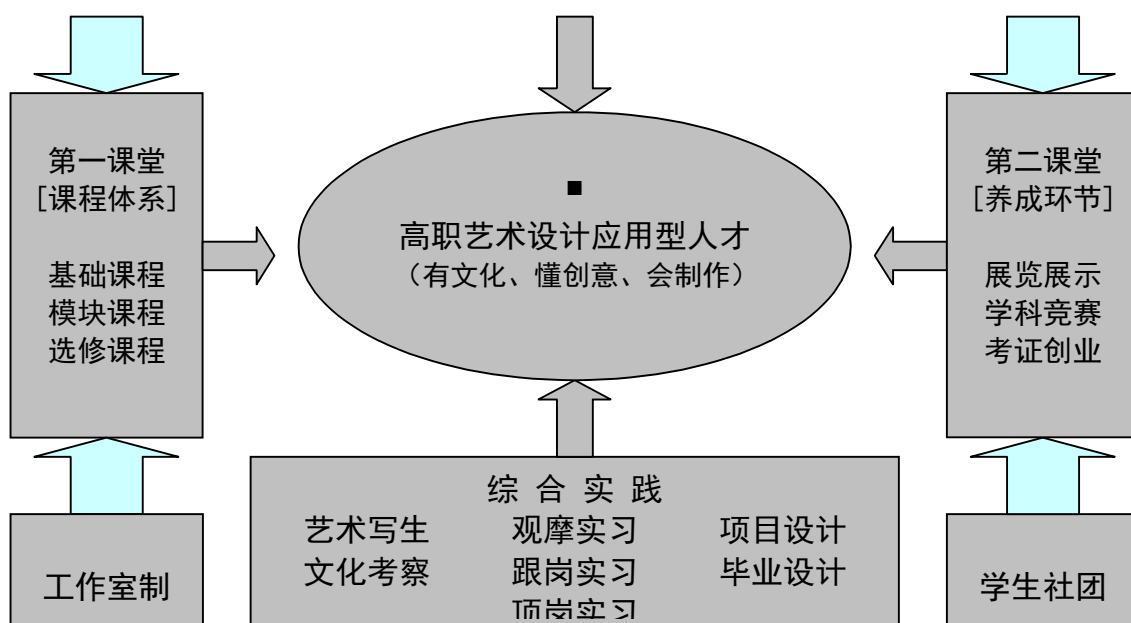 第一课堂
[课程体系]
基础课程
模块课程
选修课程
高职艺术设计应用型人才
（有文化、懂创意、会制作）
第二课堂
[养成环节]
展览展示
学科竞赛
考证创业
工作室制
综 合 实 践
艺术写生 观摩实习 项目设计
文化考察 跟岗实习 毕业设计
顶岗实习
学生社团